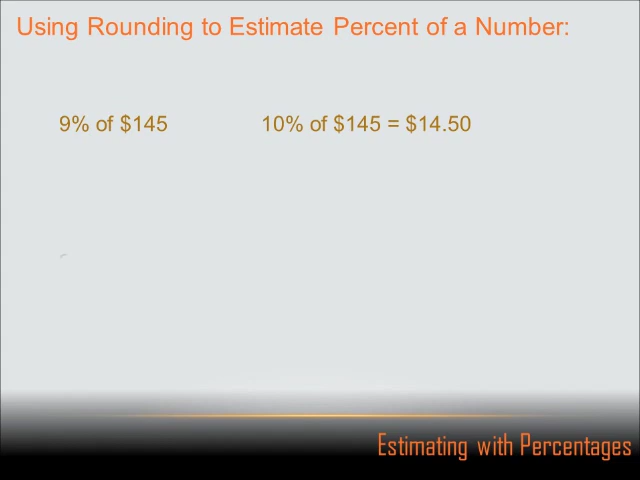 Using Rounding to Estimate Percent of a Number:
9% of $145 10% of $145 = $14.50
Estimating with Percentages